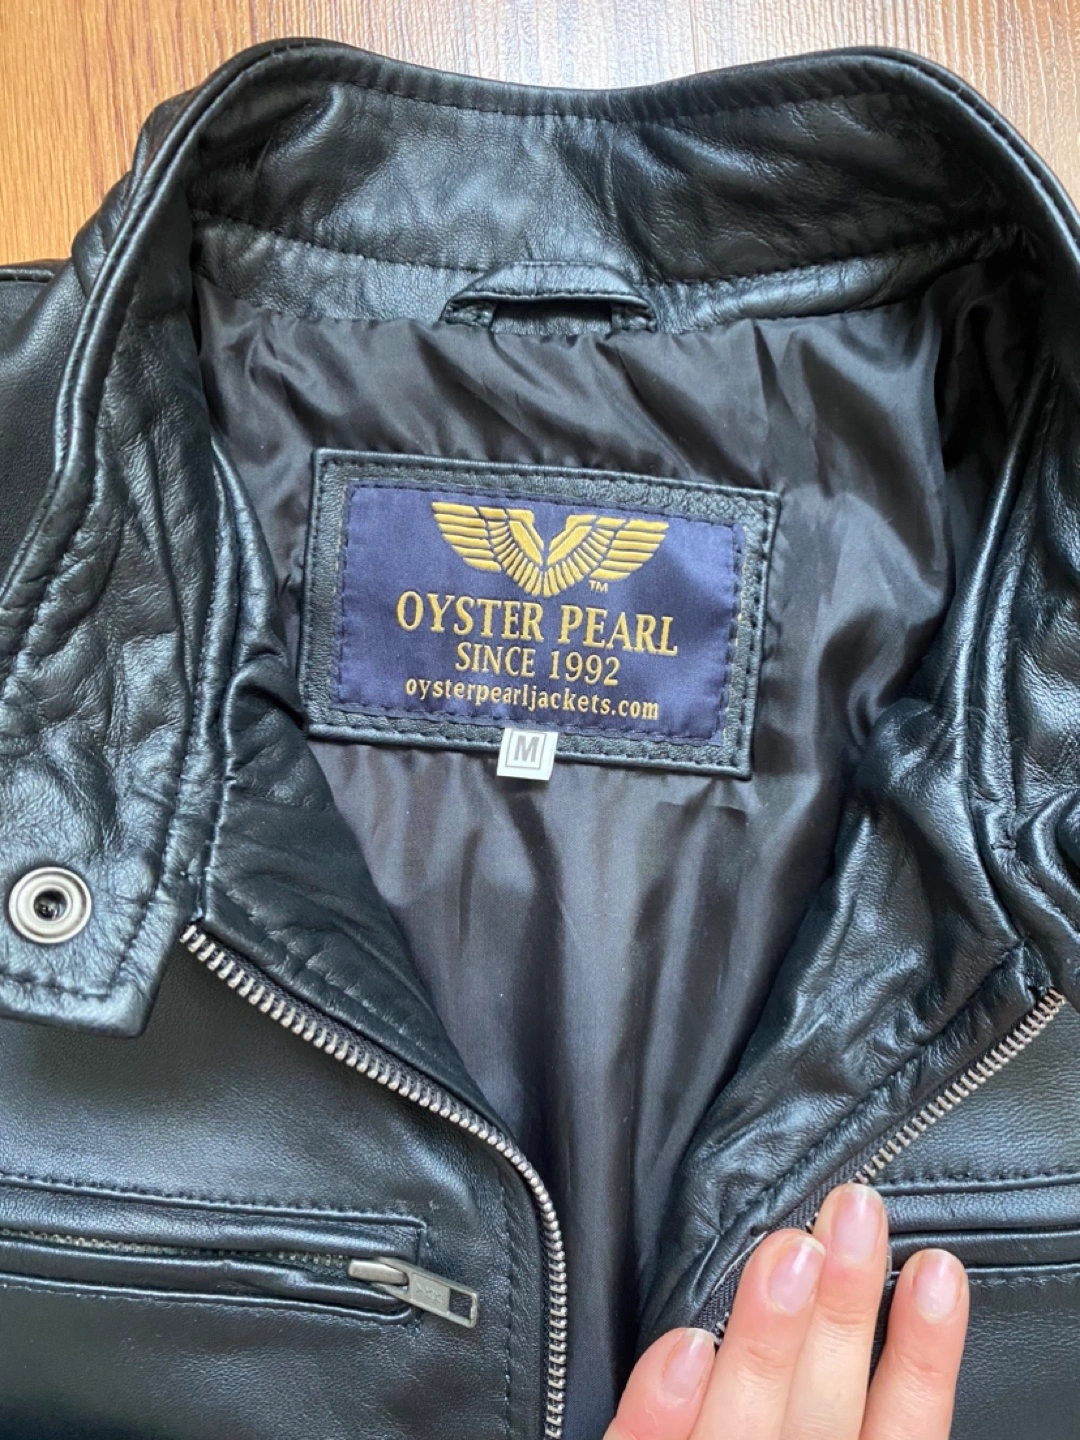 TM
OYSTER PEARL
SINCE 1992
oysterpearljackets.com
M